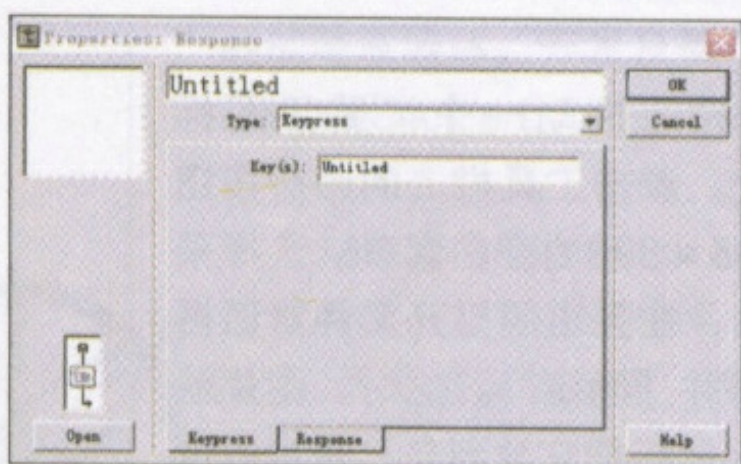 Properties: Response
Untitled
OK
Type: Keypress
Cancel
Key(s): Untitled
Open
Keypress
Response
Help